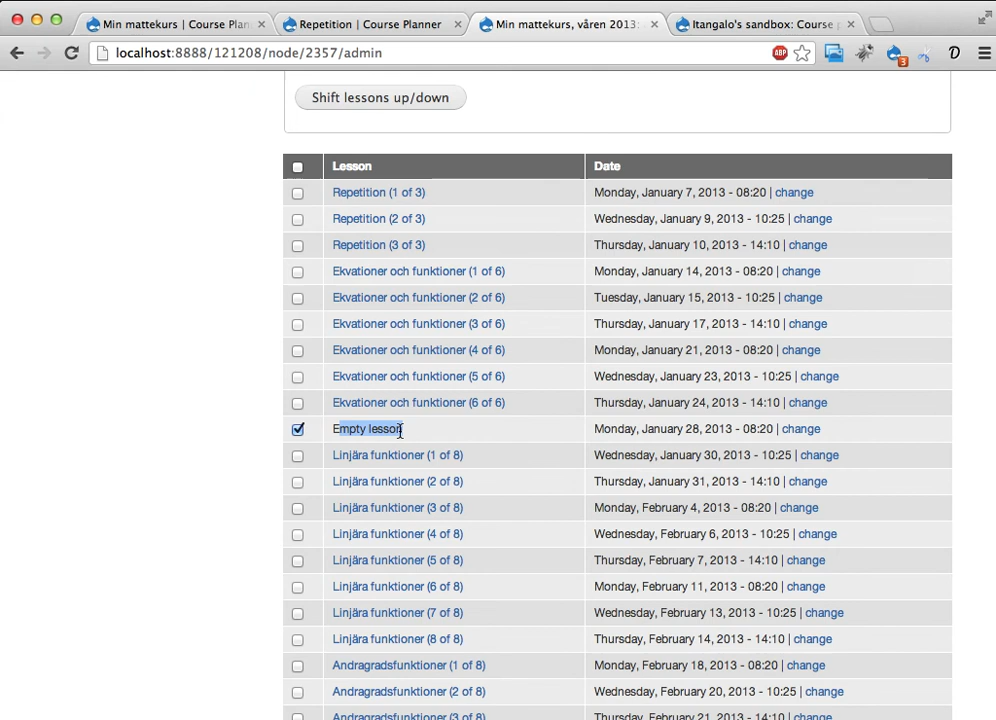 Min mattekurs | Course Plan
Repetition | Course Planner
Min mattekurs, våren 2013:
Itangalo's sandbox: Course
localhost:8888/121208/node/2357/admin
ABP
3
D
Shift lessons up/down
Lesson Date
Repetition (1 of 3) Monday, January 7, 2013 - 08:20 | change
Repetition (2 of 3) Wednesday, January 9, 2013 - 10:25 | change
Repetition (3 of 3) Thursday, January 10, 2013 - 14:10 | change
Ekvationer och funktioner (1 of 6) Monday, January 14, 2013 - 08:20 | change
Ekvationer och funktioner (2 of 6) Tuesday, January 15, 2013 - 10:25 | change
Ekvationer och funktioner (3 of 6) Thursday, January 17, 2013 - 14:10 | change
Ekvationer och funktioner (4 of 6) Monday, January 21, 2013 - 08:20 | change
Ekvationer och funktioner (5 of 6) Wednesday, January 23, 2013 - 10:25 | change
Ekvationer och funktioner (6 of 6) Thursday, January 24, 2013 - 14:10 | change
Empty lesson Monday, January 28, 2013 - 08:20 | change
Linjära funktioner (1 of 8) Wednesday, January 30, 2013 - 10:25 | change
Linjära funktioner (2 of 8) Thursday, January 31, 2013 - 14:10 | change
Linjära funktioner (3 of 8) Monday, February 4, 2013 - 08:20 | change
Linjära funktioner (4 of 8) Wednesday, February 6, 2013 - 10:25 | change
Linjära funktioner (5 of 8) Thursday, February 7, 2013 - 14:10 | change
Linjära funktioner (6 of 8) Monday, February 11, 2013 - 08:20 | change
Linjära funktioner (7 of 8) Wednesday, February 13, 2013 - 10:25 | change
Linjära funktioner (8 of 8) Thursday, February 14, 2013 - 14:10 | change
Andragradsfunktioner (1 of 8) Monday, February 18, 2013 - 08:20 | change
Andragradsfunktioner (2 of 8) Wednesday, February 20, 2013 - 10:25 | change
Andragradsfunktioner (3 of 8) Thursday, February 21, 2013 - 14:10 | change